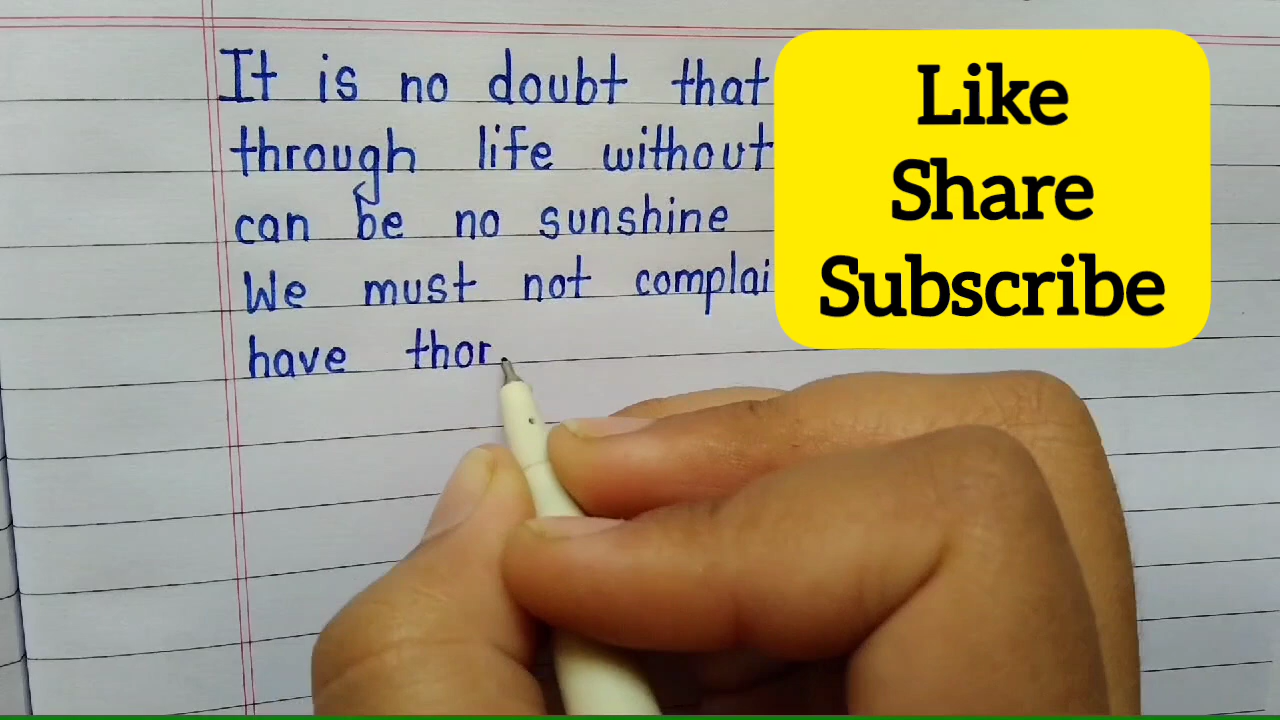 It is no doubt that
through life without
can be no sunshine
We must not complai
have thor
Like
Share
Subscribe